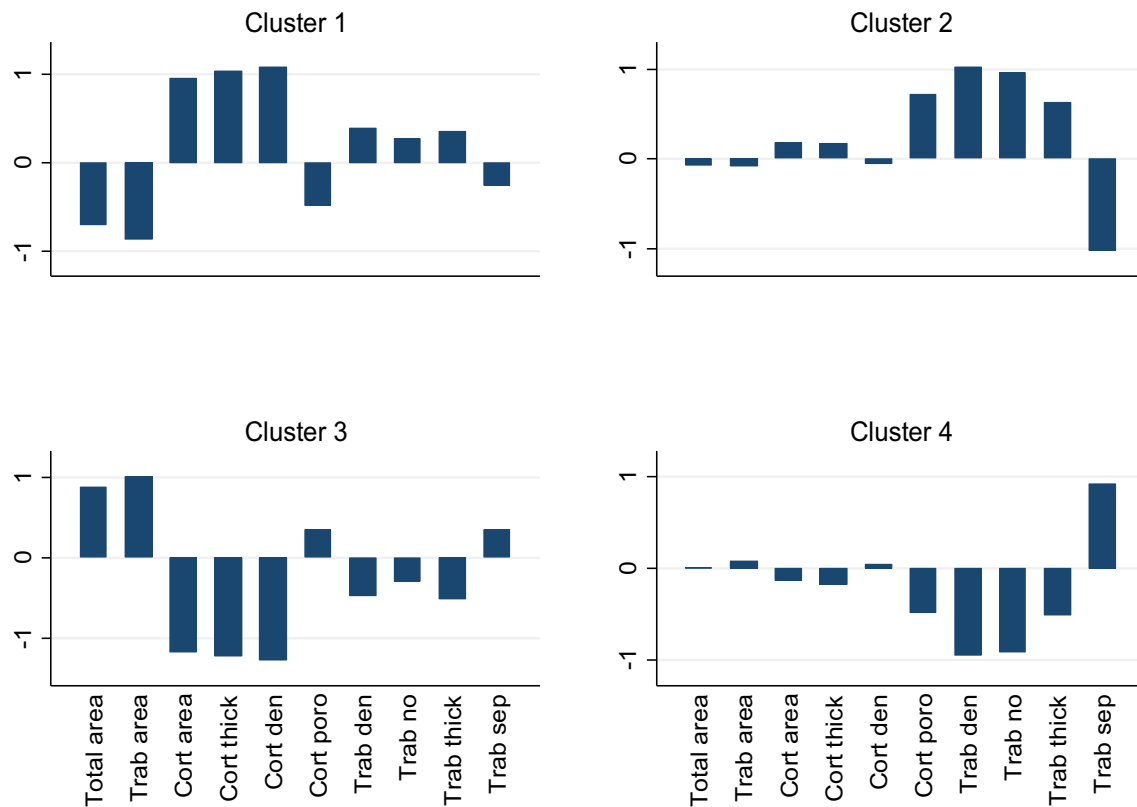 Cluster 1
1
0
-1
Cluster 2
1
0
-1
Cluster 3
1
0
-1
Total area
Trab area
Cort area
Cort thick
Cort den
Cort poro
Trab den
Trab no
Trab thick
Trab sep
Cluster 4
1
0
-1
Total area
Trab area
Cort area
Cort thick
Cort den
Cort poro
Trab den
Trab no
Trab thick
Trab sep